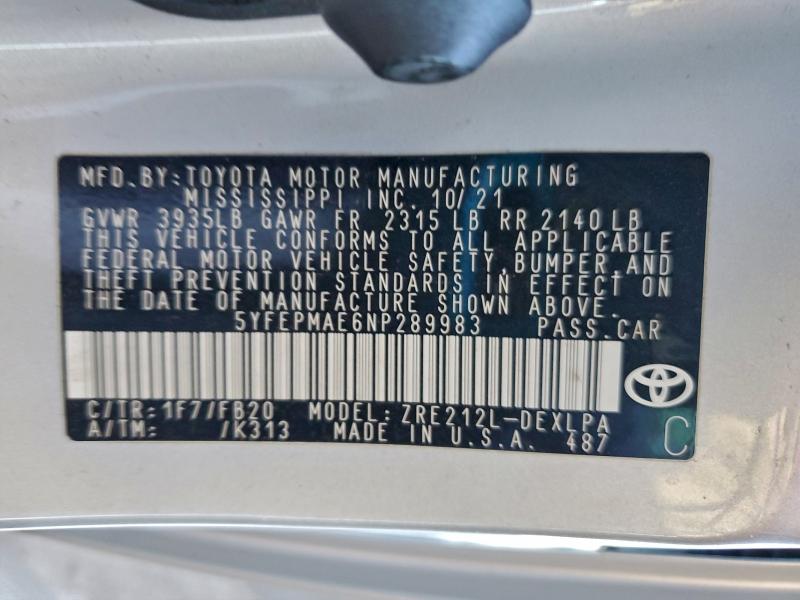 MFD.BY:TOYOTA MOTOR MANUFACTURING
MISSISSIPPI INC. 10/21
GVWR 3935LB GAWR FR 2315 LB RR 2140 LB
THIS VEHICLE CONFORMS TO ALL APPLICABLE
FEDERAL MOTOR VEHICLE SAFETY,BUMPER,AND
THEFT PREVENTION STANDARDS IN EFFECT ON
THE DATE OF MANUFACTURE SHOWN ABOVE.
5YFEPMAE6NP289983 PASS.CAR
C/TR:1F7/FB20 MODEL:ZRE212L-DEXLPA
A/TM: /K313 MADE IN U.S.A. 487 C